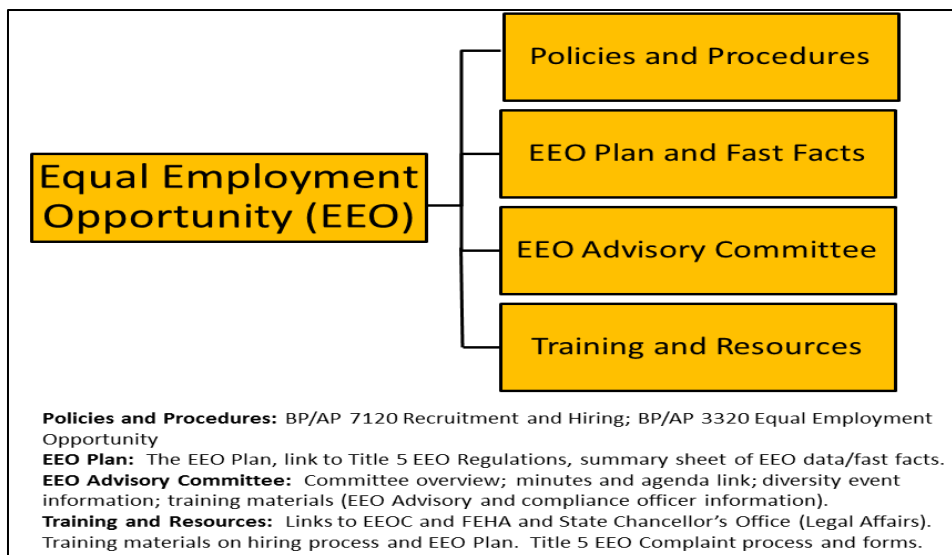 Policies and Procedures
EEO Plan and Fast Facts
Equal Employment
Opportunity (EEO)
EEO Advisory Committee
Training and Resources
Policies and Procedures: BP/AP 7120 Recruitment and Hiring; BP/AP 3320 Equal Employment
Opportunity
EEO Plan: The EEO Plan, link to Title 5 EEO Regulations, summary sheet of EEO data/fast facts.
EEO Advisory Committee: Committee overview; minutes and agenda link; diversity event
information; training materials (EEO Advisory and compliance officer information).
Training and Resources: Links to EEOC and FEHA and State Chancellor's Office (Legal Affairs).
Training materials on hiring process and EEO Plan. Title 5 EEO Complaint process and forms.